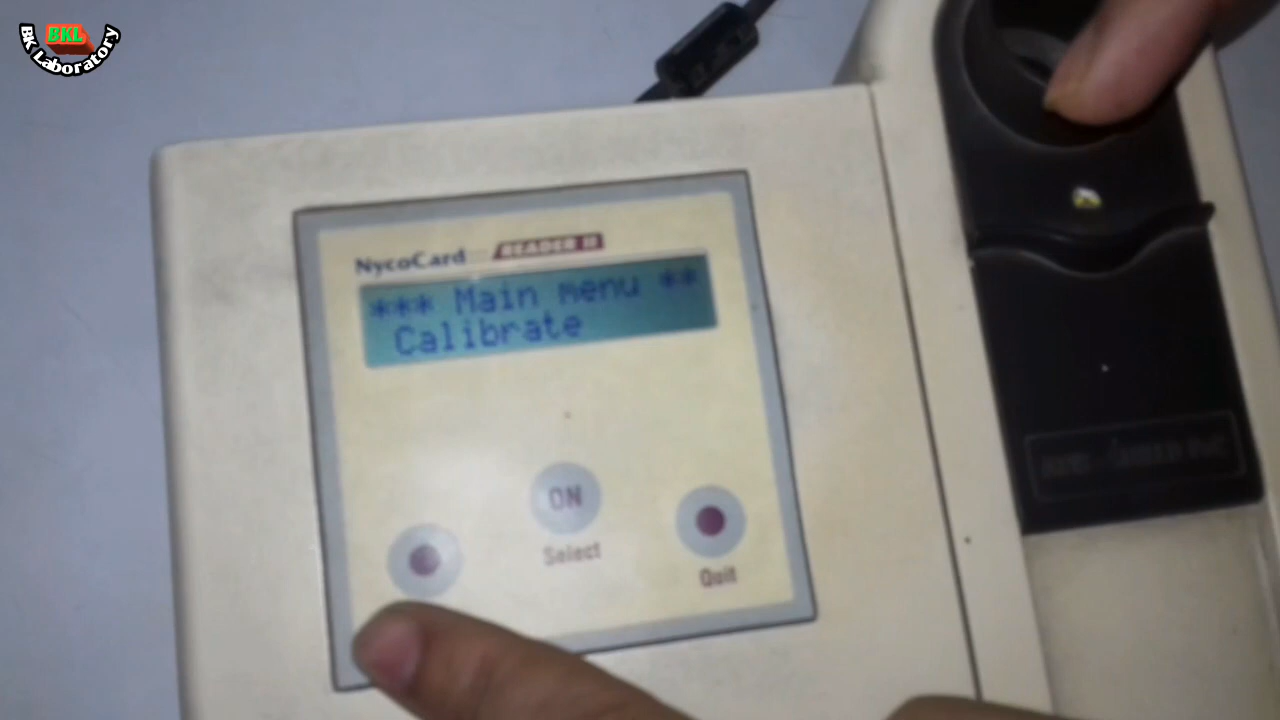 BKL
BK Laboratory
NycoCard READER II
*** Main menu **
Calibrate
ON
Select
Quit